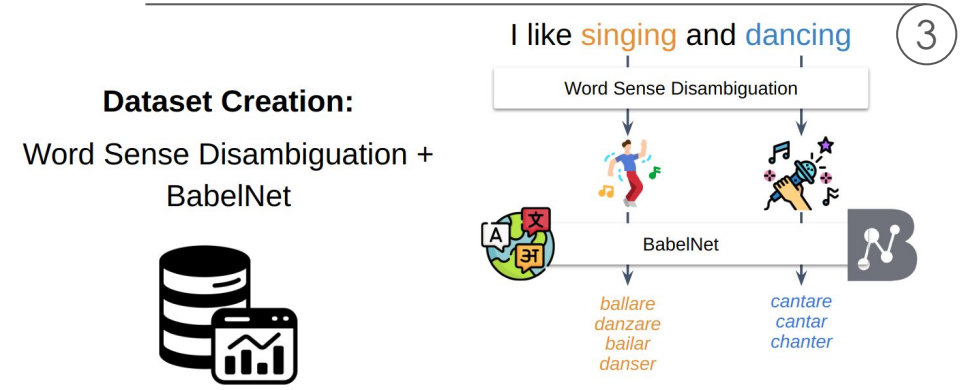 I like singing and dancing
3
Dataset Creation:
Word Sense Disambiguation +
BabelNet
Word Sense Disambiguation
A
文
अ
BabelNet
ballare
danzare
bailar
danser
cantare
cantar
chanter